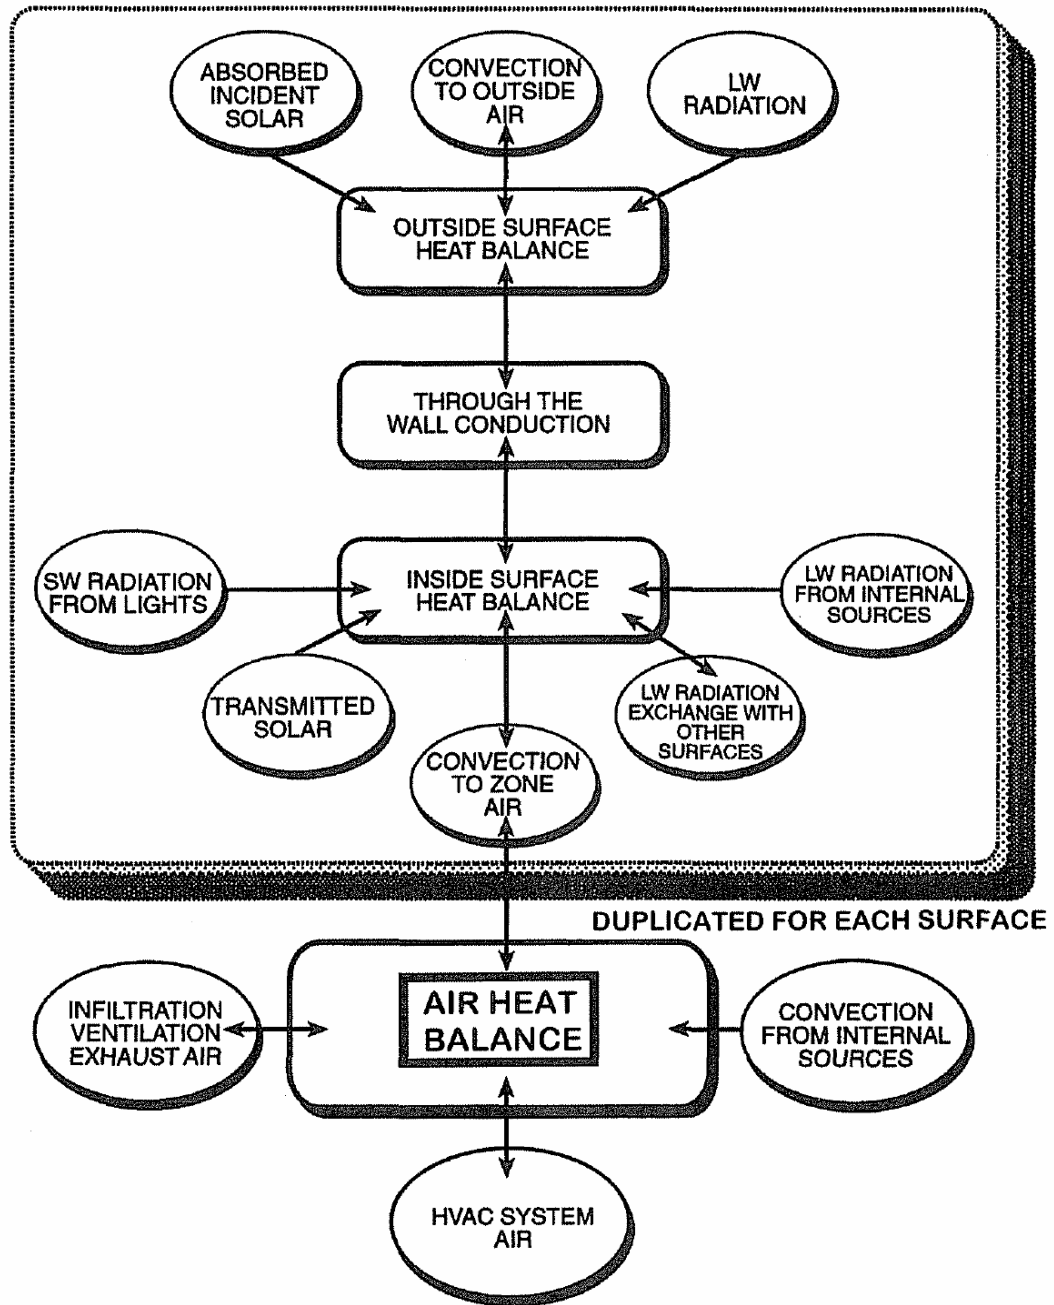 ABSORBED
INCIDENT
SOLAR
CONVECTION
TO OUTSIDE
AIR
LW
RADIATION
OUTSIDE SURFACE
HEAT BALANCE
THROUGH THE
WALL CONDUCTION
SW RADIATION
FROM LIGHTS
INSIDE SURFACE
HEAT BALANCE
LW RADIATION
FROM INTERNAL
SOURCES
TRANSMITTED
SOLAR
LW RADIATION
EXCHANGE WITH
OTHER
SURFACES
CONVECTION
TO ZONE
AIR
DUPLICATED FOR EACH SURFACE
INFILTRATION
VENTILATION
EXHAUST AIR
AIR HEAT
BALANCE
CONVECTION
FROM INTERNAL
SOURCES
HVAC SYSTEM
AIR